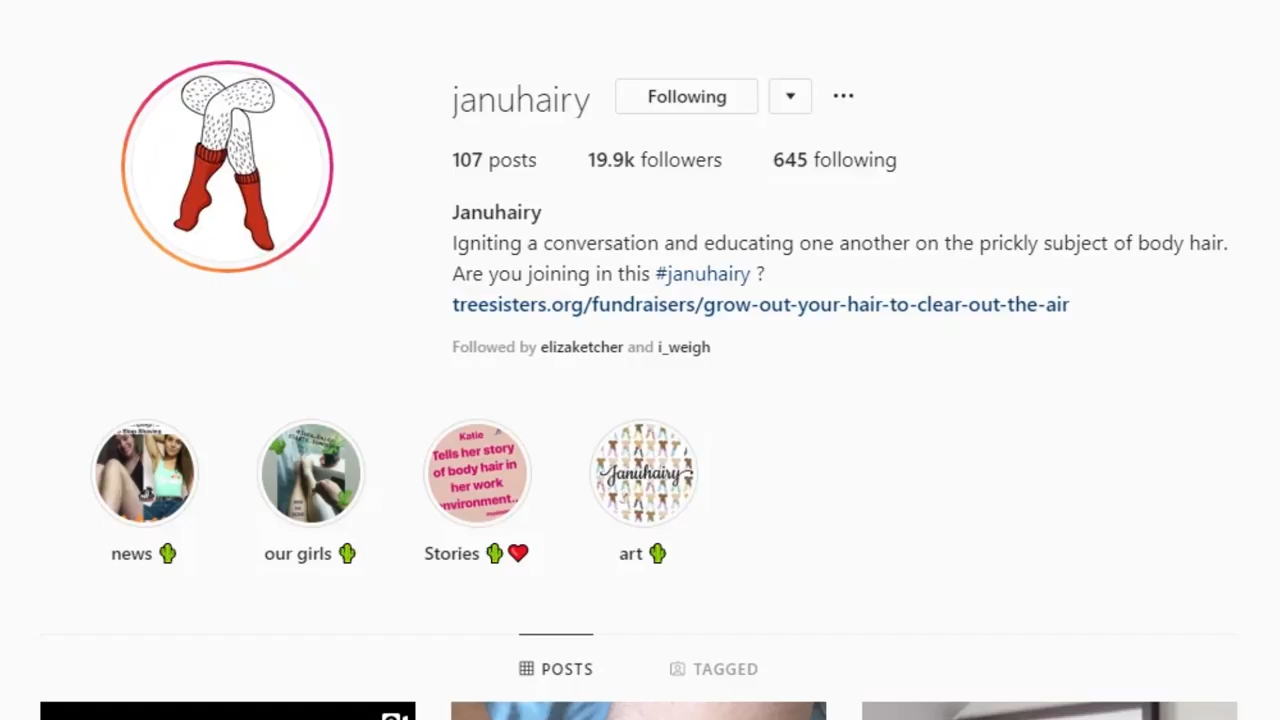 januhairy Following
107 posts 19.9k followers 645 following
Januhairy
Igniting a conversation and educating one another on the prickly subject of body hair.
Are you joining in this #januhairy ?
treesisters.org/fundraisers/grow-out-your-hair-to-clear-out-the-air
Followed by elizaketcher and i_weigh
Stop Shaving
Katie
Tells her story
of body hair in
her work
Januhairy
news 🌵 our girls 🌵 Stories 🌵❤️ art 🌵
POSTS TAGGED